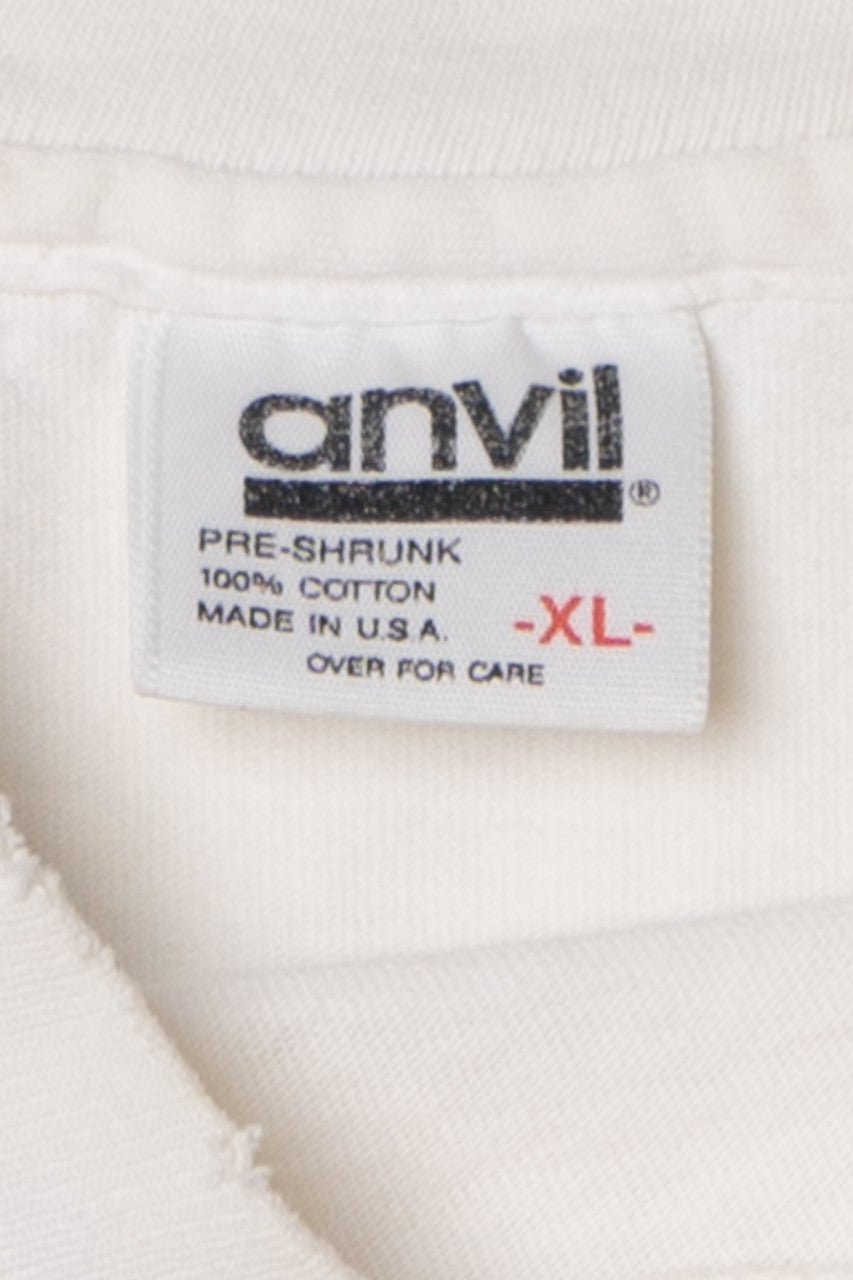 anvil®
PRE-SHRUNK
100% COTTON
MADE IN U.S.A. -XL-
OVER FOR CARE